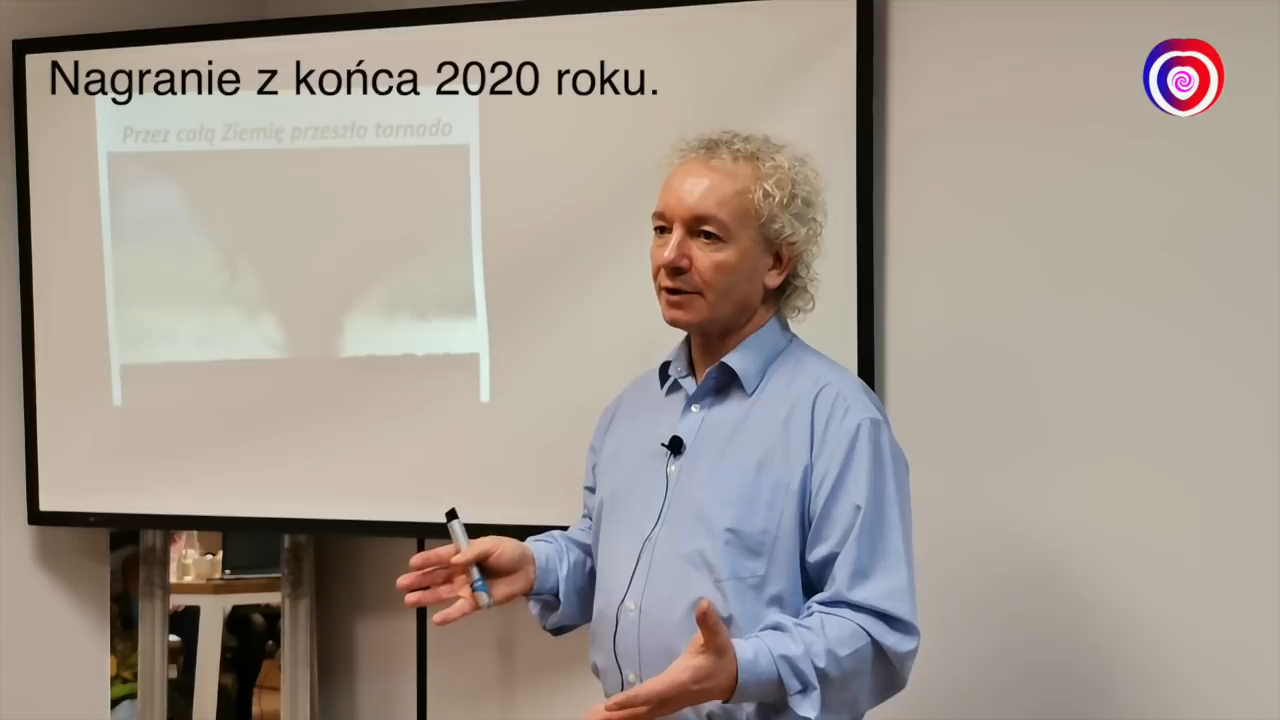 Nagranie z końca 2020 roku.
Przez całą Ziemię przeszło tornado